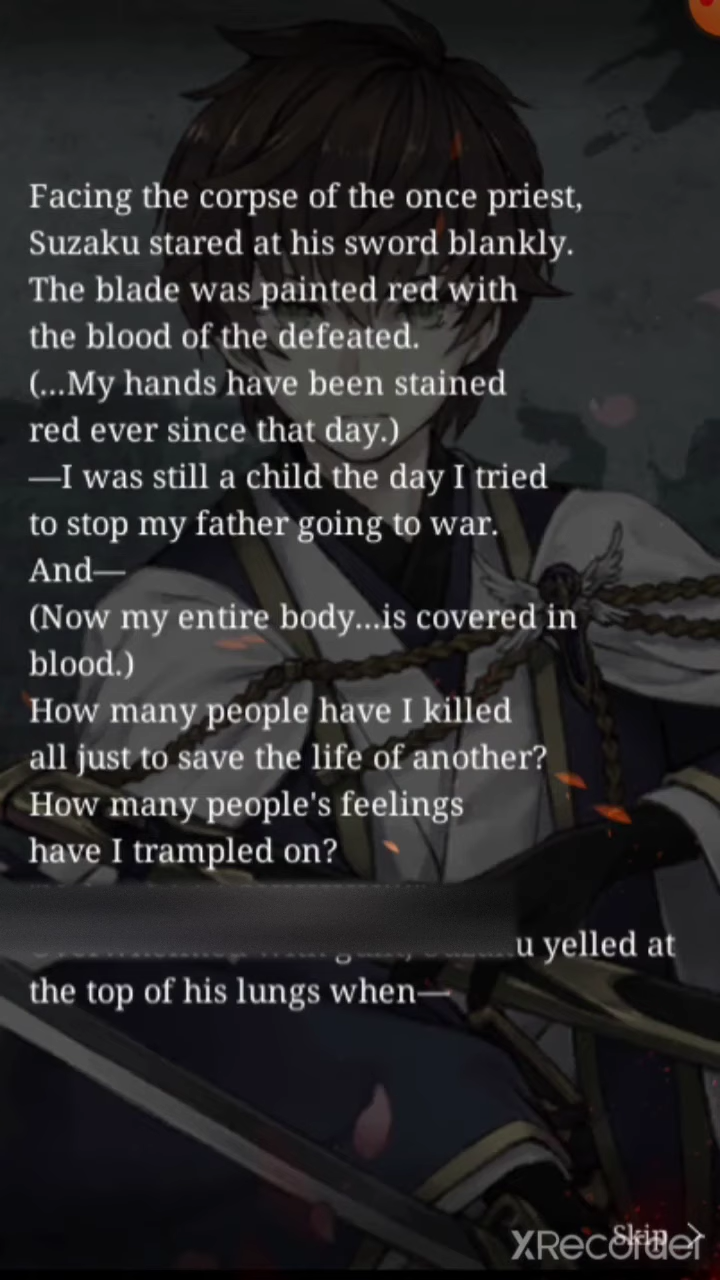 Facing the corpse of the once priest,
Suzaku stared at his sword blankly.
The blade was painted red with
the blood of the defeated.
(...My hands have been stained
red ever since that day.)
—I was still a child the day I tried
to stop my father going to war.
And—
(Now my entire body...is covered in
blood.)
How many people have I killed
all just to save the life of another?
How many people's feelings
have I trampled on?
yelled at
the top of his lungs when—
Skip >
XRecorder